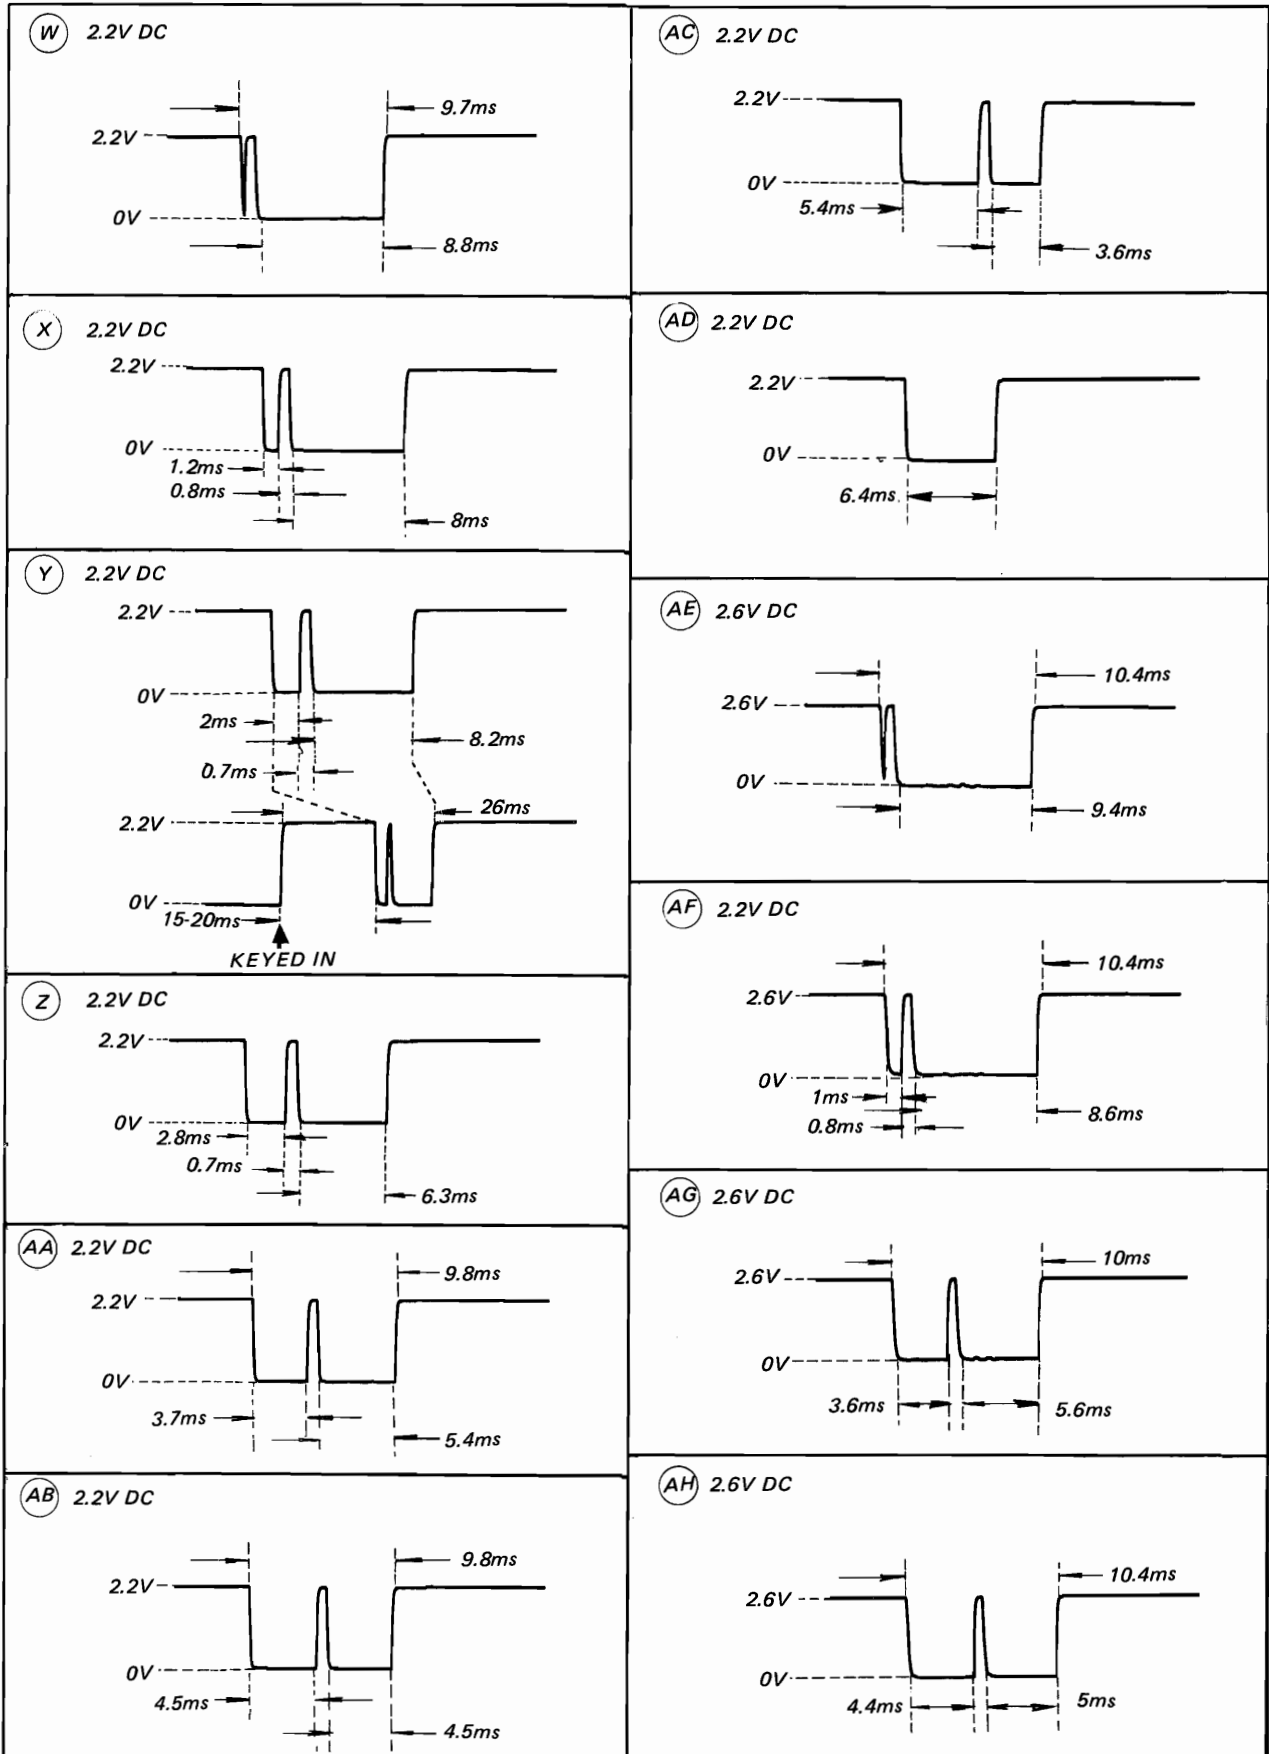 W 2.2V DC
9.7ms
2.2V
0V
8.8ms
X 2.2V DC
2.2V
0V
1.2ms
0.8ms
8ms
Y 2.2V DC
2.2V
0V
2ms
8.2ms
0.7ms
26ms
2.2V
0V
15-20ms
KEYED IN
Z 2.2V DC
2.2V
0V
2.8ms
0.7ms
6.3ms
AA 2.2V DC
9.8ms
2.2V
0V
3.7ms
5.4ms
AB 2.2V DC
9.8ms
2.2V
0V
4.5ms
4.5ms
AC 2.2V DC
2.2V
0V
5.4ms
3.6ms
AD 2.2V DC
2.2V
0V
6.4ms
AE 2.6V DC
10.4ms
2.6V
0V
9.4ms
AF 2.2V DC
10.4ms
2.6V
0V
1ms
8.6ms
0.8ms
AG 2.6V DC
10ms
2.6V
0V
3.6ms
5.6ms
AH 2.6V DC
10.4ms
2.6V
0V
4.4ms
5ms